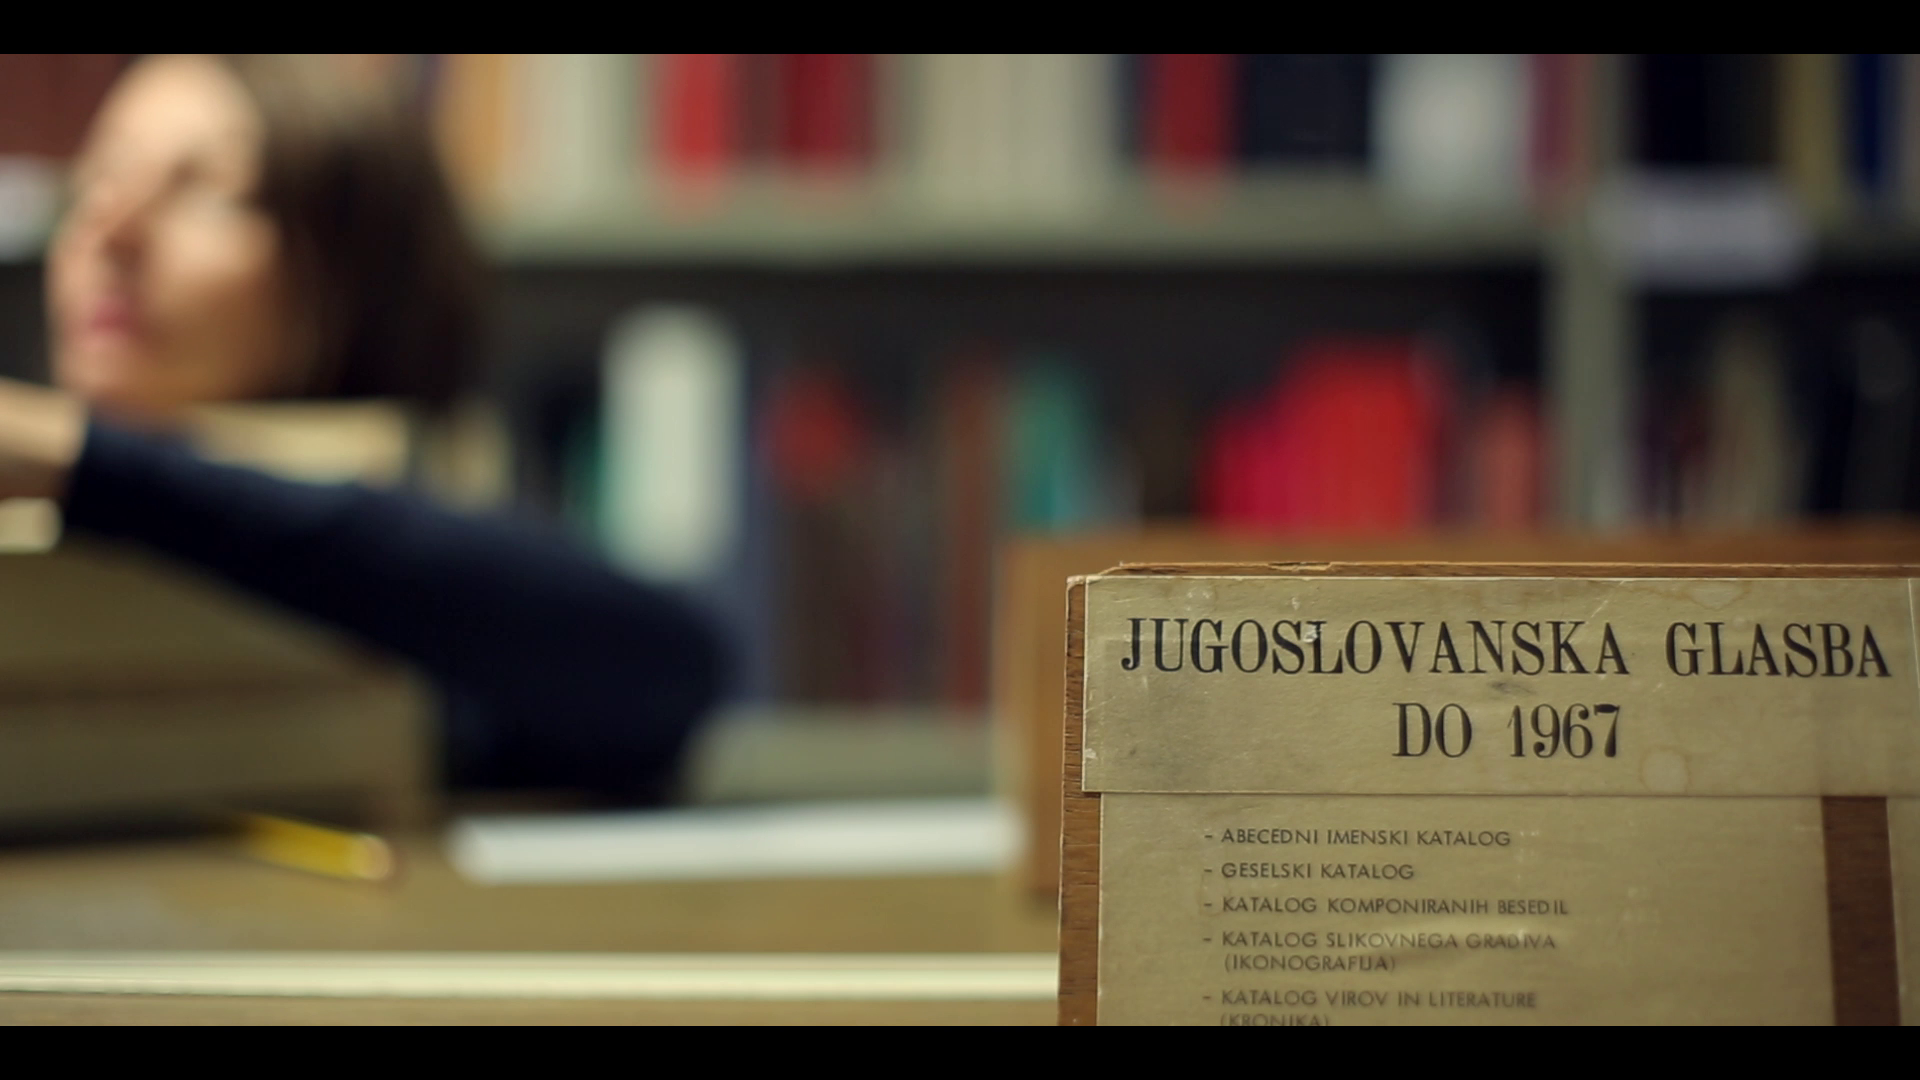 JUGOSLOVANSKA GLASBA
DO 1967
- ABECEDNI IMENSKI KATALOG
- GESELSKI KATALOG
- KATALOG KOMPONIRANIH BESEDIL
- KATALOG SLIKOVNEGA GRADIVA
(IKONOGRAFIJA)
- KATALOG VIROV IN LITERATURE
(KRONIKA)